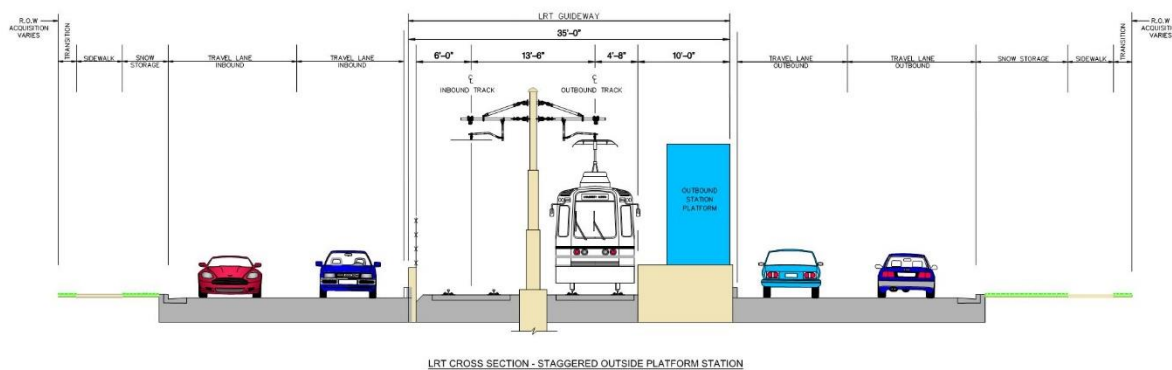 R.O.W
ACQUISITION
VARIES
TRANSITION
SIDEWALK
SNOW
STORAGE
TRAVEL LANE
INBOUND
TRAVEL LANE
INBOUND
LRT GUIDEWAY
35'-0"
6'-0"
13'-6"
4'-8"
10'-0"
TRAVEL LANE
OUTBOUND
TRAVEL LANE
OUTBOUND
SNOW STORAGE
SIDEWALK
TRANSITION
R.O.W
ACQUISITI
VARIES
℄
INBOUND TRACK
℄
OUTBOUND TRACK
OUTBOUND
STATION
PLATFORM
LRT CROSS SECTION - STAGGERED OUTSIDE PLATFORM STATION